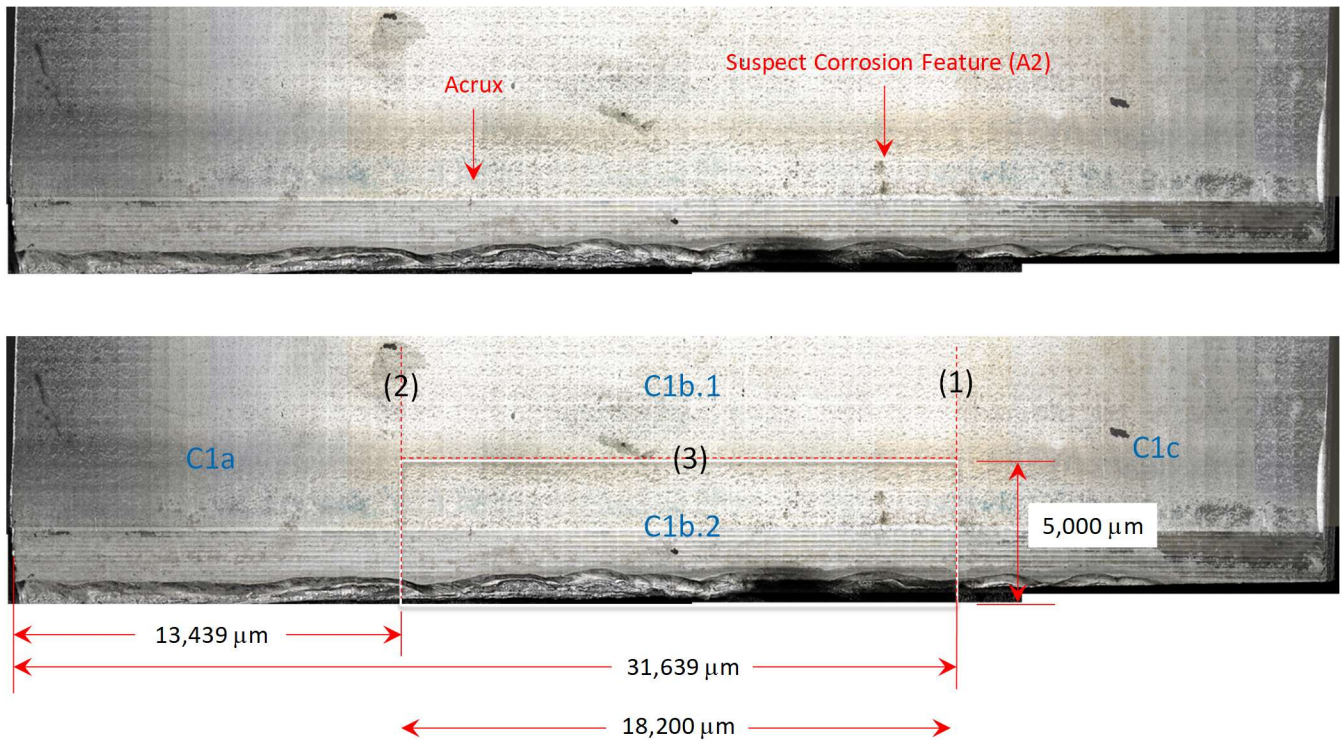 Suspect Corrosion Feature (A2)
Acrux
(2)
C1b.1
(1)
C1a
(3)
C1c
C1b.2
5,000 μm
13,439 μm
31,639 μm
18,200 μm